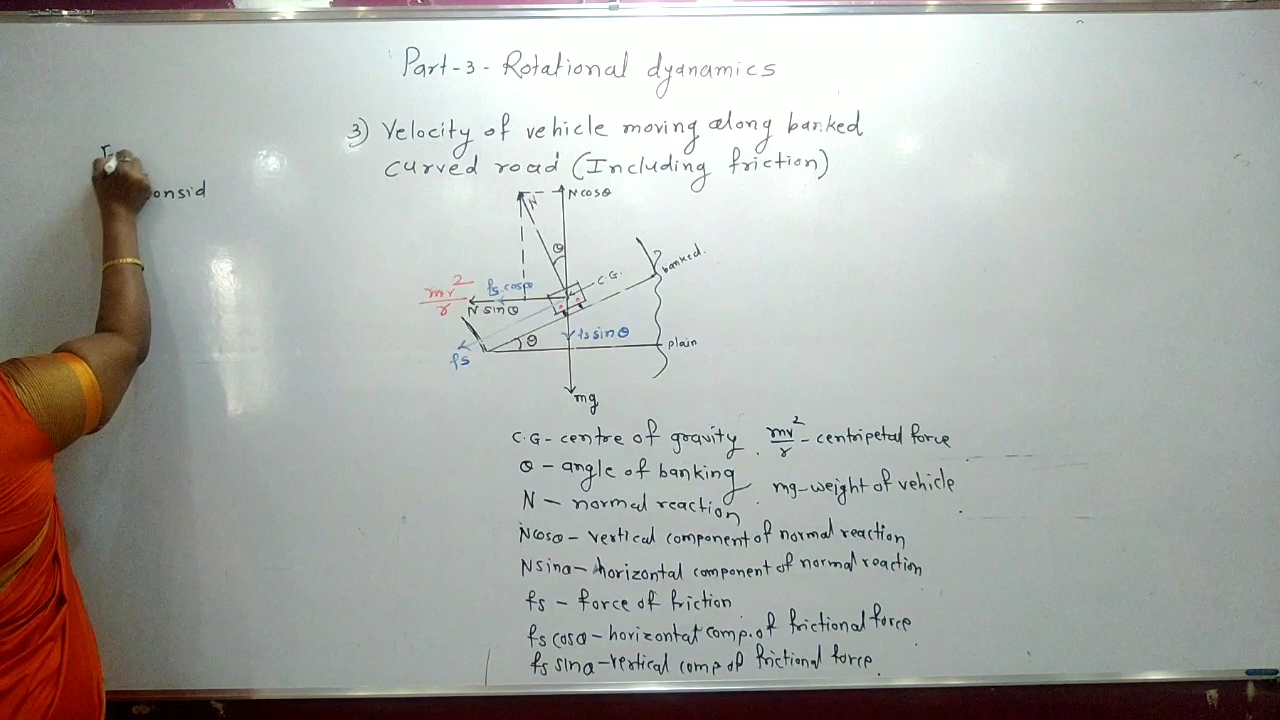 Part-3- Rotational dyanamics
3) Velocity of vehicle moving along banked
curved road (Including friction)
onsid
N
Ncosθ
θ
C.G.
banked.
mv²/r
fs cosθ
N sinθ
fs
θ
fs sinθ
plain
mg
C.G- centre of gravity. mv²/r - centripetal force
θ - angle of banking
mg-weight of vehicle
N - normal reaction
Ncosθ - vertical component of normal reaction
Nsinθ - horizontal component of normal reaction
fs - force of friction
fs cosθ - horizontal comp. of frictional force
fs sinθ - vertical comp of frictional force.